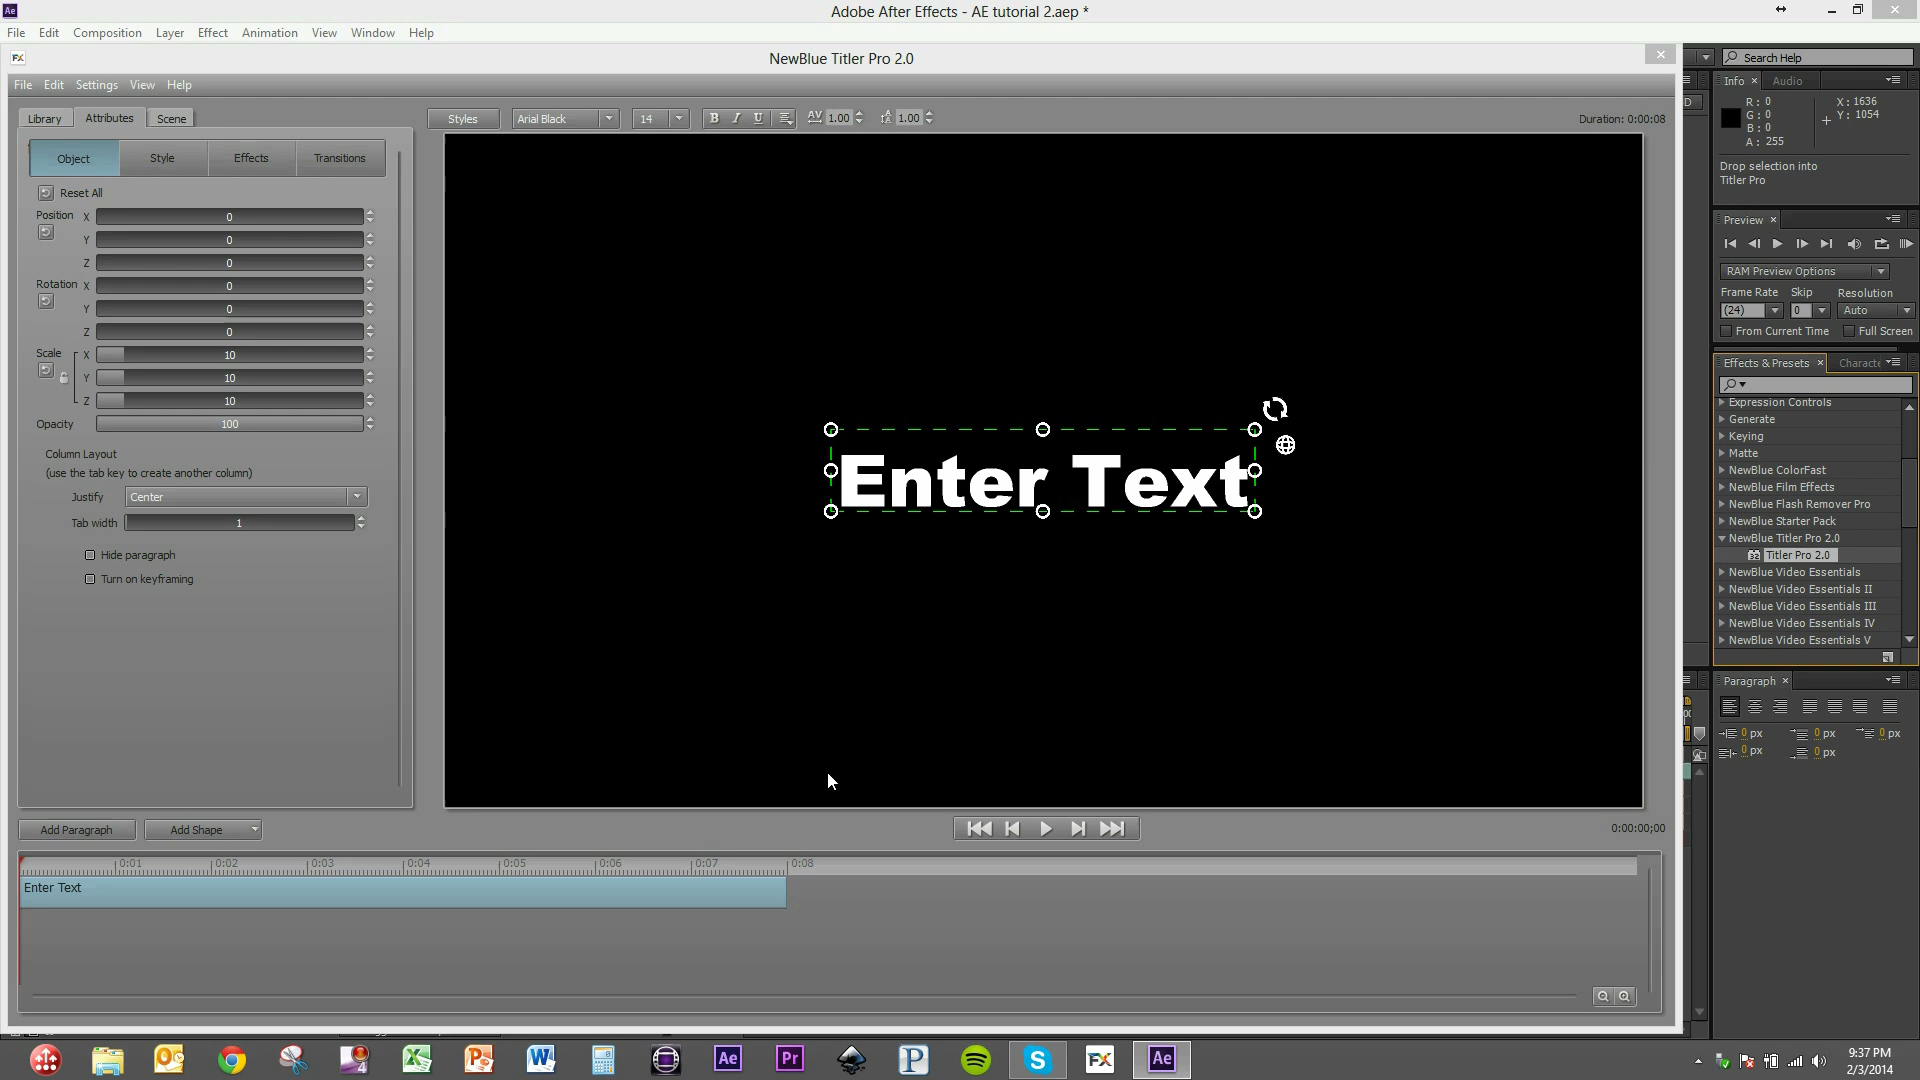 Adobe After Effects - AE tutorial 2.aep *
File Edit Composition Layer Effect Animation View Window Help
NewBlue Titler Pro 2.0
File Edit Settings View Help
Library Attributes Scene
Styles Arial Black 14 B I U AV 1.00 1.00 Duration: 0:00:08
Object Style Effects Transitions
Reset All
Position X 0
Y 0
Z 0
Rotation X 0
Y 0
Z 0
Scale X 10
Y 10
Z 10
Opacity 100
Column Layout
(use the tab key to create another column)
Justify Center
Tab width 1
Hide paragraph
Turn on keyframing
Enter Text
Add Paragraph Add Shape
0:00:00;00
0:01 0:02 0:03 0:04 0:05 0:06 0:07 0:08
Enter Text
Search Help
Info Audio
R: 0 X: 1636
G: 0 Y: 1054
B: 0
A: 255
Drop selection into
Titler Pro
Preview
RAM Preview Options
Frame Rate Skip Resolution
(24) 0 Auto
From Current Time Full Screen
Effects & Presets Characte
Expression Controls
Generate
Keying
Matte
NewBlue ColorFast
NewBlue Film Effects
NewBlue Flash Remover Pro
NewBlue Starter Pack
NewBlue Titler Pro 2.0
32 Titler Pro 2.0
NewBlue Video Essentials
NewBlue Video Essentials II
NewBlue Video Essentials III
NewBlue Video Essentials IV
NewBlue Video Essentials V
Paragraph
0 px 0 px 0 px
0 px 0 px
Ae Pr FX Ae
9:37 PM
2/3/2014